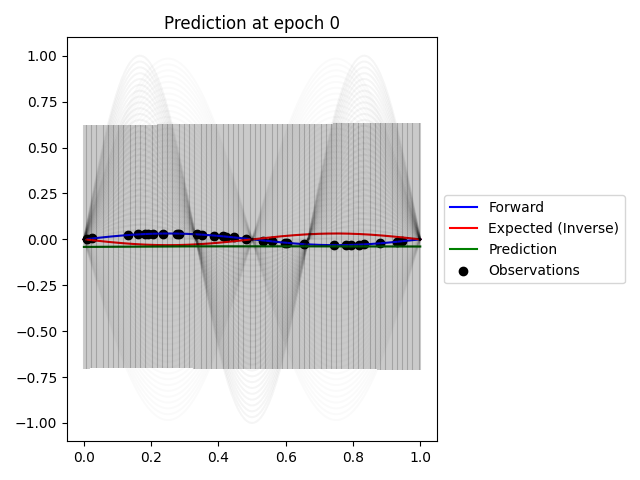 Prediction at epoch 0
1.00
0.75
0.50
0.25
0.00
−0.25
−0.50
−0.75
−1.00
0.0 0.2 0.4 0.6 0.8 1.0
Forward
Expected (Inverse)
Prediction
Observations